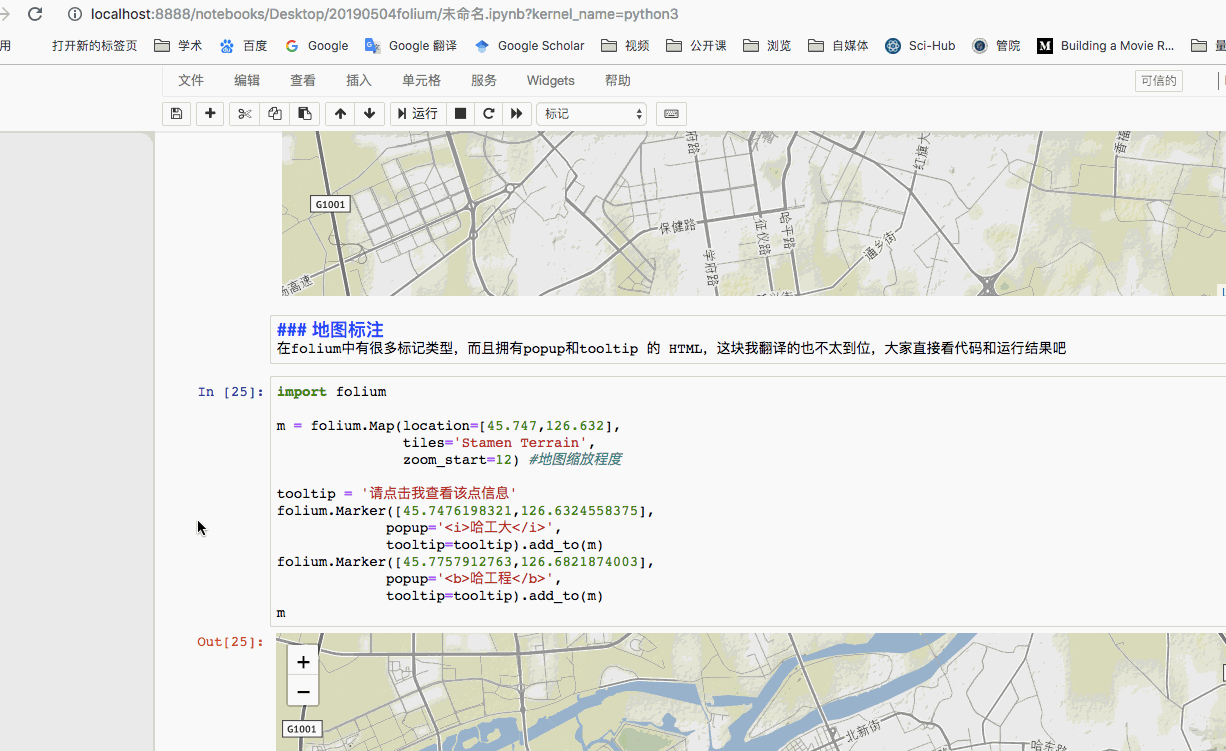 localhost:8888/notebooks/Desktop/20190504folium/未命名.ipynb?kernel_name=python3
用 打开新的标签页 学术 百度 Google Google 翻译 Google Scholar 视频 公开课 浏览 自媒体 Sci-Hub 管院 M Building a Movie R...
文件 编辑 查看 插入 单元格 服务 Widgets 帮助 可信的
运行 标记
府路
红旗大
香福
G1001
保健路
征仪路
哈平路
通乡街
学府路
高速
### 地图标注
在folium中有很多标记类型，而且拥有popup和tooltip 的 HTML，这块我翻译的也不太到位，大家直接看代码和运行结果吧
In [25]:
import folium
m = folium.Map(location=[45.747,126.632],
tiles='Stamen Terrain',
zoom_start=12) #地图缩放程度
tooltip = '请点击我查看该点信息'
folium.Marker([45.7476198321,126.6324558375],
popup='<i>哈工大</i>',
tooltip=tooltip).add_to(m)
folium.Marker([45.7757912763,126.6821874003],
popup='<b>哈工程</b>',
tooltip=tooltip).add_to(m)
m
Out[25]:
+
−
G1001
北新街
哈东路